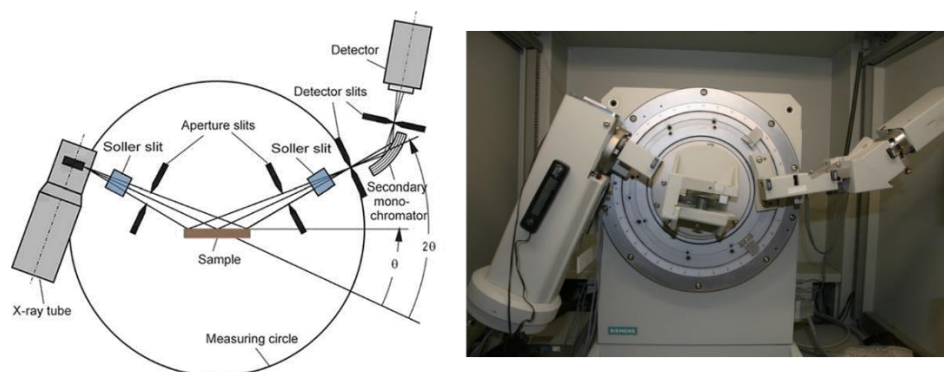 Detector
Detector slits
Aperture slits
Soller slit
Soller slit
Secondary
mono-
chromator
Sample
θ
2θ
X-ray tube
Measuring circle
SIEMENS